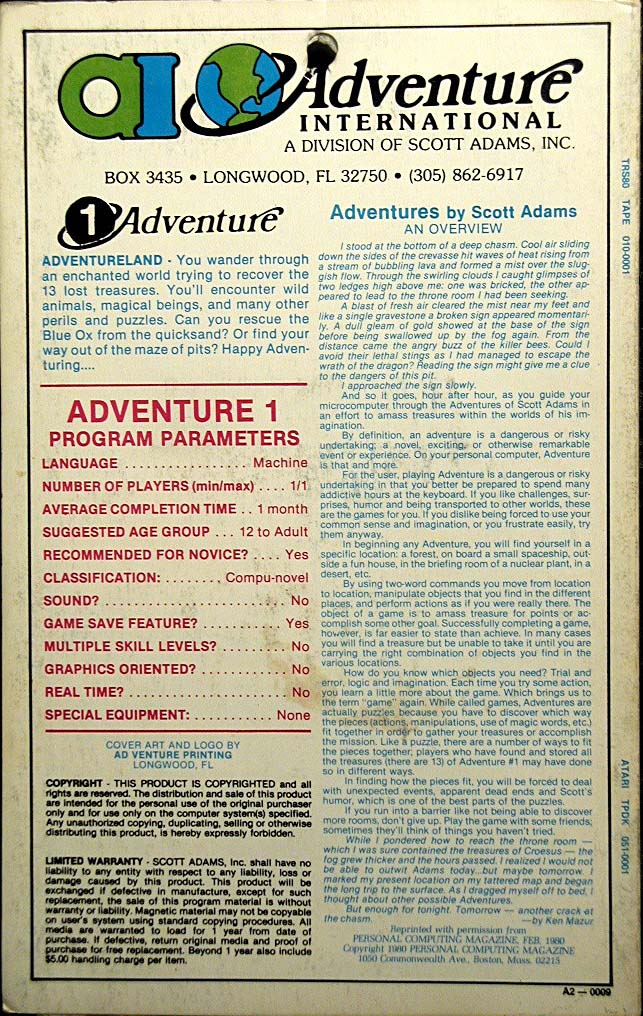 aI Adventure
INTERNATIONAL
A DIVISION OF SCOTT ADAMS, INC.
BOX 3435 • LONGWOOD, FL 32750 • (305) 862-6917
1 Adventure
ADVENTURELAND - You wander through
an enchanted world trying to recover the
13 lost treasures. You'll encounter wild
animals, magical beings, and many other
perils and puzzles. Can you rescue the
Blue Ox from the quicksand? Or find your
way out of the maze of pits? Happy Adven-
turing....
ADVENTURE 1
PROGRAM PARAMETERS
LANGUAGE ................. Machine
NUMBER OF PLAYERS (min/max) .... 1/1
AVERAGE COMPLETION TIME .. 1 month
SUGGESTED AGE GROUP ... 12 to Adult
RECOMMENDED FOR NOVICE? .... Yes
CLASSIFICATION: ........ Compu-novel
SOUND? ......................... No
GAME SAVE FEATURE? ........... Yes
MULTIPLE SKILL LEVELS? ......... No
GRAPHICS ORIENTED? ............ No
REAL TIME? ..................... No
SPECIAL EQUIPMENT: ........... None
COVER ART AND LOGO BY
AD VENTURE PRINTING
LONGWOOD, FL
COPYRIGHT - THIS PRODUCT IS COPYRIGHTED and all
rights are reserved. The distribution and sale of this product
are intended for the personal use of the original purchaser
only and for use only on the computer system(s) specified.
Any unauthorized copying, duplicating, selling or otherwise
distributing this product, is hereby expressly forbidden.
LIMITED WARRANTY - SCOTT ADAMS, Inc. shall have no
liability to any entity with respect to any liability, loss or
damage caused by this product. This product will be
exchanged if defective in manufacture, except for such
replacement, the sale of this program material is without
warranty or liability. Magnetic material may not be copyable
on user's system using standard copying procedures. All
media are warranted to load for 1 year from date of
purchase. If defective, return original media and proof of
purchase for free replacement. Beyond 1 year also include
$5.00 handling charge per item.
Adventures by Scott Adams
AN OVERVIEW
I stood at the bottom of a deep chasm. Cool air sliding
down the sides of the crevasse hit waves of heat rising from
a stream of bubbling lava and formed a mist over the slug-
gish flow. Through the swirling clouds I caught glimpses of
two ledges high above me: one was bricked, the other ap-
peared to lead to the throne room I had been seeking.
A blast of fresh air cleared the mist near my feet and
like a single gravestone a broken sign appeared momentari-
ly. A dull gleam of gold showed at the base of the sign
before being swallowed up by the fog again. From the
distance came the angry buzz of the killer bees. Could I
avoid their lethal stings as I had managed to escape the
wrath of the dragon? Reading the sign might give me a clue
to the dangers of this pit.
I approached the sign slowly.
And so it goes, hour after hour, as you guide your
microcomputer through the Adventures of Scott Adams in
an effort to amass treasures within the worlds of his im-
agination.
By definition, an adventure is a dangerous or risky
undertaking; a novel, exciting, or otherwise remarkable
event or experience. On your personal computer, Adventure
is that and more.
For the user, playing Adventure is a dangerous or risky
undertaking in that you better be prepared to spend many
addictive hours at the keyboard. If you like challenges, sur-
prises, humor and being transported to other worlds, these
are the games for you. If you dislike being forced to use your
common sense and imagination, or you frustrate easily, try
them anyway.
In beginning any Adventure, you will find yourself in a
specific location: a forest, on board a small spaceship, out-
side a fun house, in the briefing room of a nuclear plant, in a
desert, etc.
By using two-word commands you move from location
to location, manipulate objects that you find in the different
places, and perform actions as if you were really there. The
object of a game is to amass treasure for points or ac-
complish some other goal. Successfully completing a game,
however, is far easier to state than achieve. In many cases
you will find a treasure but be unable to take it until you are
carrying the right combination of objects you find in the
various locations.
How do you know which objects you need? Trial and
error, logic and imagination. Each time you try some action,
you learn a little more about the game. Which brings us to
the term "game" again. While called games, Adventures are
actually puzzles because you have to discover which way
the pieces (actions, manipulations, use of magic words, etc.)
fit together in order to gather your treasures or accomplish
the mission. Like a puzzle, there are a number of ways to fit
the pieces together; players who have found and stored all
the treasures (there are 13) of Adventure #1 may have done
so in different ways.
In finding how the pieces fit, you will be forced to deal
with unexpected events, apparent dead ends and Scott's
humor, which is one of the best parts of the puzzles.
If you run into a barrier like not being able to discover
more rooms, don't give up. Play the game with some friends;
sometimes they'll think of things you haven't tried.
While I pondered how to reach the throne room —
which I was sure contained the treasures of Croesus — the
fog grew thicker and the hours passed. I realized I would not
be able to outwit Adams today...but maybe tomorrow. I
marked my present location on my tattered map and began
the long trip to the surface. As I dragged myself off to bed, I
thought about other possible Adventures.
But enough for tonight. Tomorrow — another crack at
the chasm. —by Ken Mazur
Reprinted with permission from
PERSONAL COMPUTING MAGAZINE, FEB. 1980
Copyright 1980 PERSONAL COMPUTING MAGAZINE
1050 Commonwealth Ave., Boston, Mass. 02215
TRS80 TAPE 010-0001
ATARI TPDK 051-0001
A2 — 0009